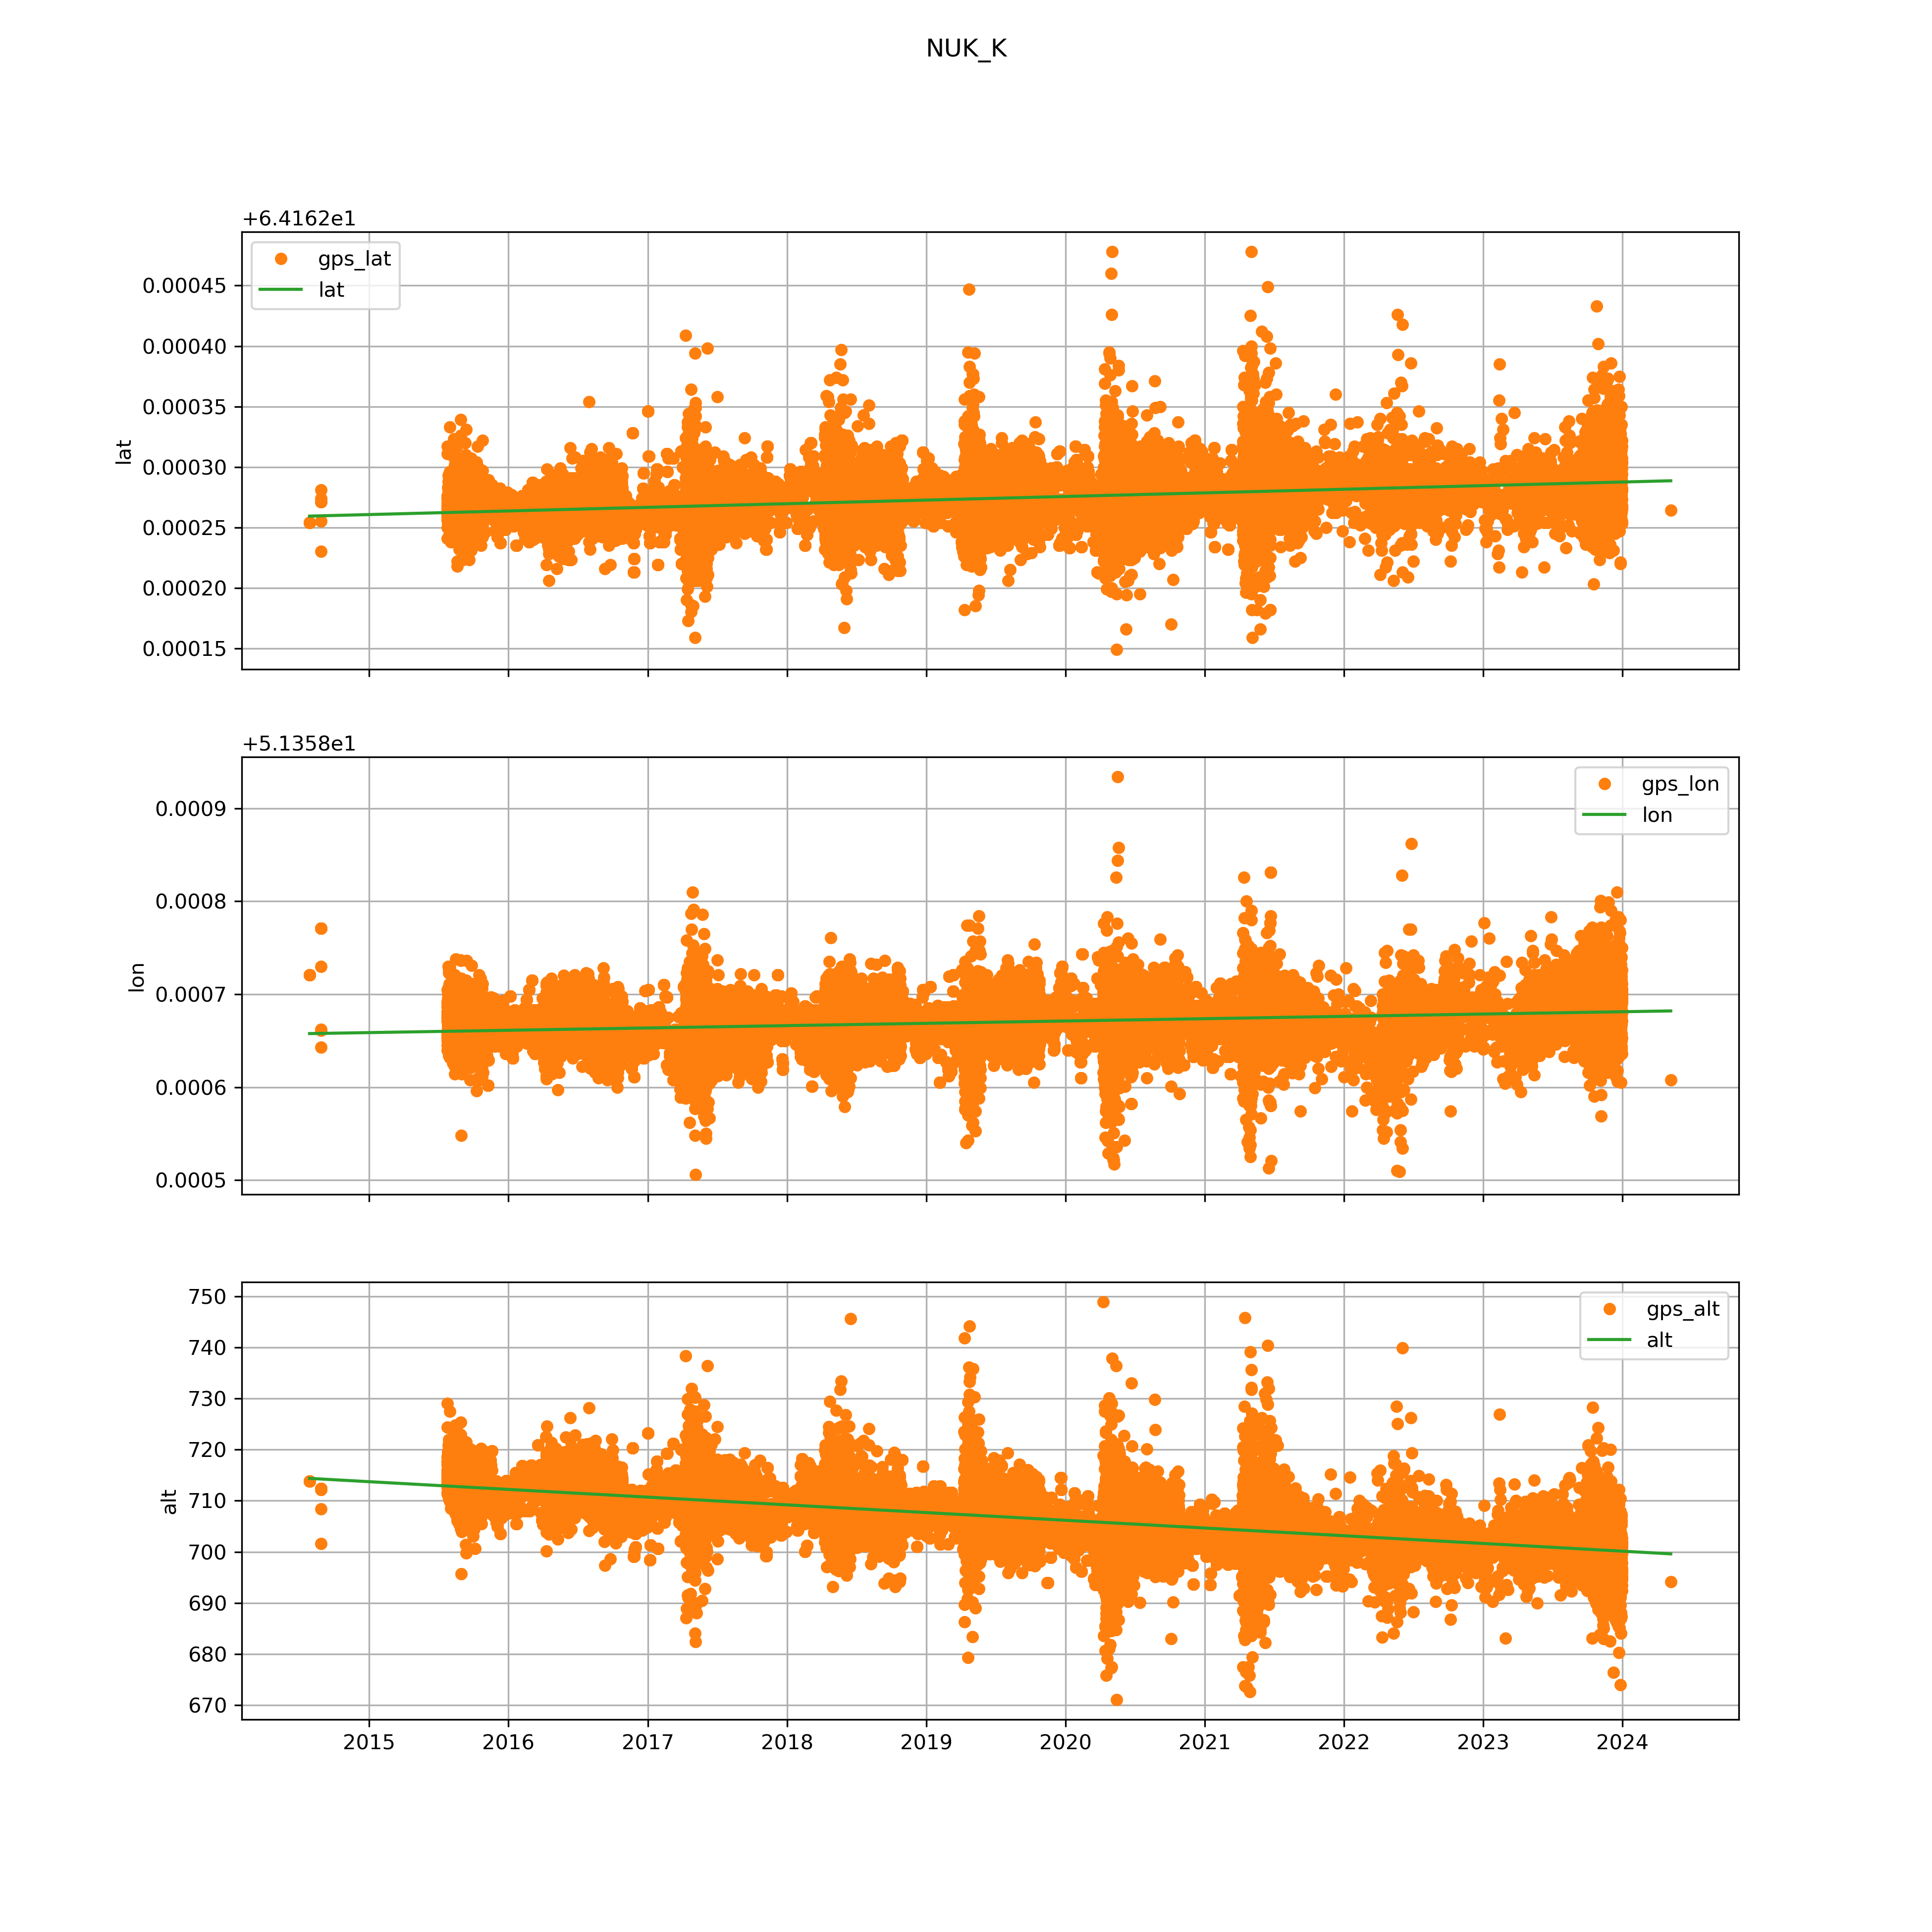 NUK_K
+6.4162e1
gps_lat
lat
0.00045
0.00040
0.00035
0.00030
0.00025
0.00020
0.00015
lat
+5.1358e1
gps_lon
lon
0.0009
0.0008
0.0007
0.0006
0.0005
lon
gps_alt
alt
750
740
730
720
710
700
690
680
670
alt
2015 2016 2017 2018 2019 2020 2021 2022 2023 2024